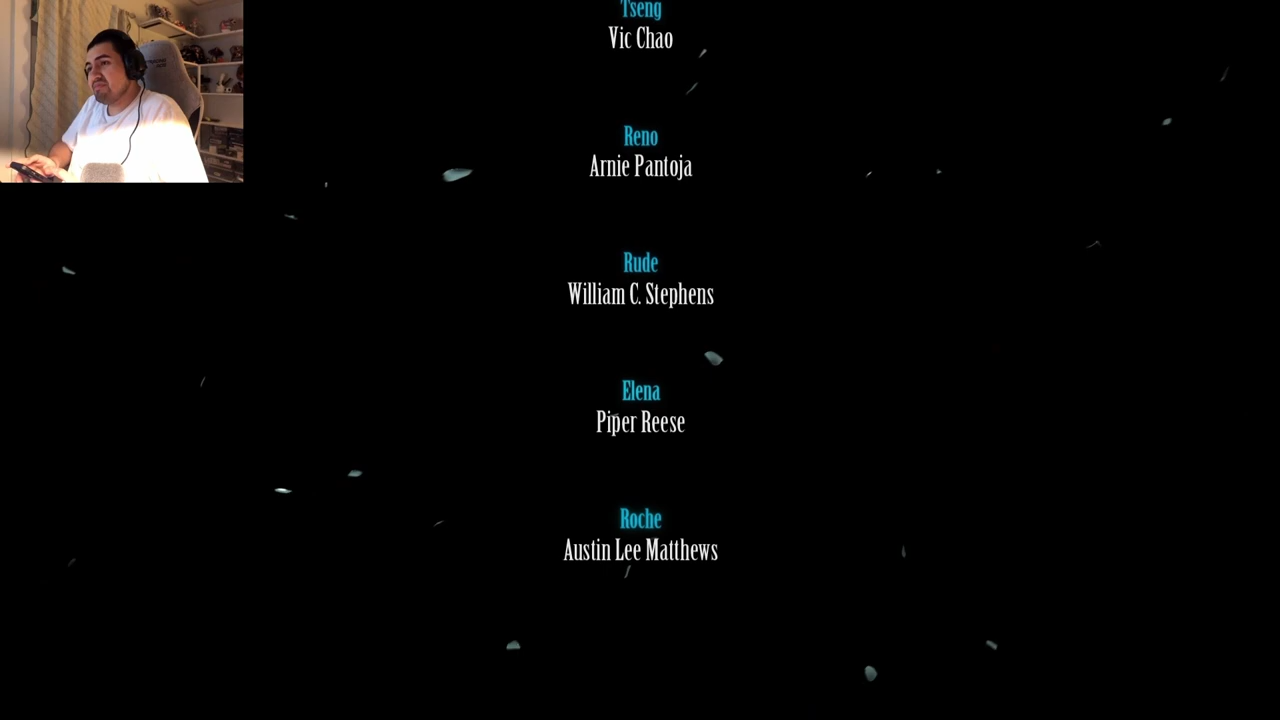 Tseng
Vic Chao
Reno
Arnie Pantoja
Rude
William C. Stephens
Elena
Piper Reese
Roche
Austin Lee Matthews